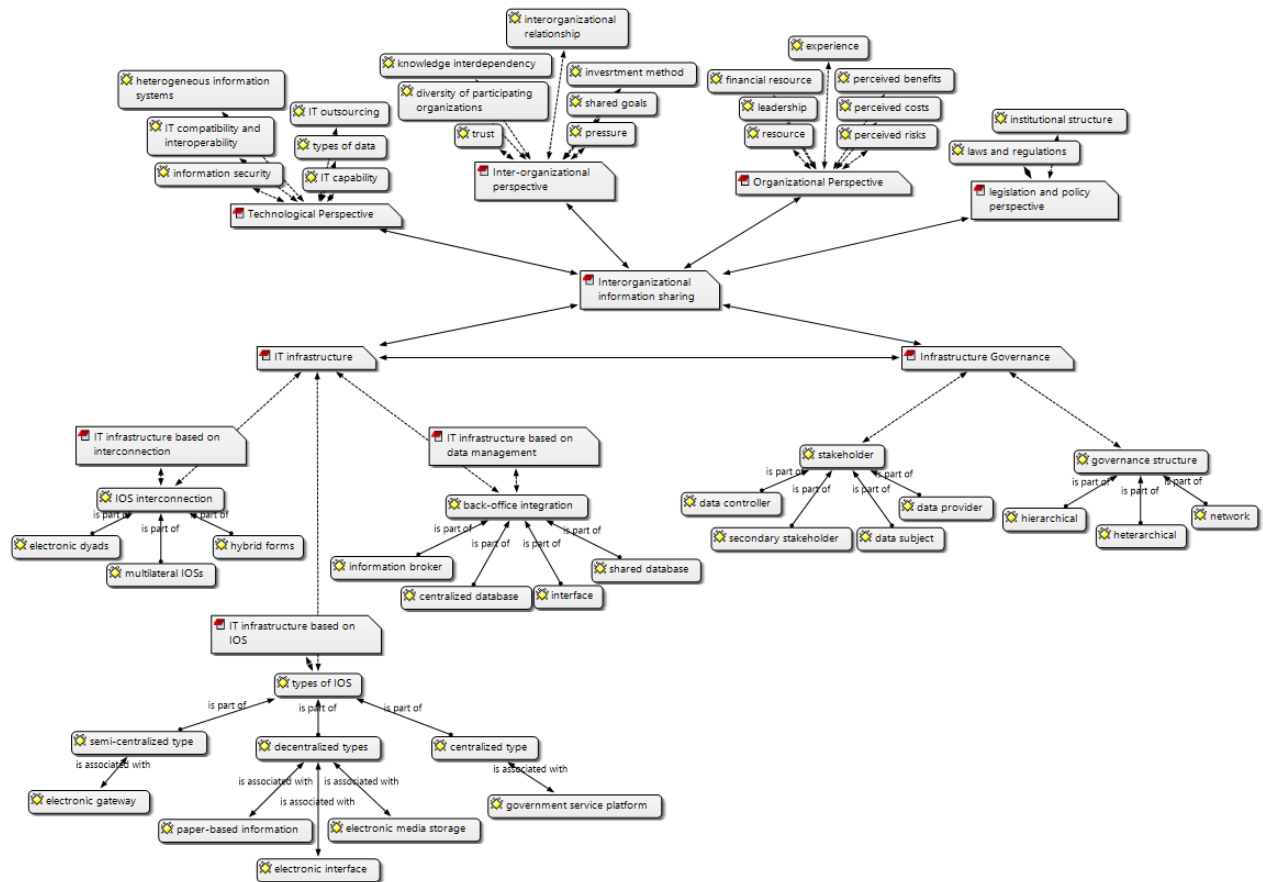 interorganizational
relationship
experience
knowledge interdependency
heterogeneous information
systems
invesrtment method
financial resource
perceived benefits
diversity of participating
organizations
shared goals
leadership
perceived costs
IT outsourcing
IT compatibility and
interoperability
trust
pressure
resource
perceived risks
institutional structure
types of data
laws and regulations
information security
IT capability
Inter-organizational
perspective
Organizational Perspective
legislation and policy
perspective
Technological Perspective
Interorganizational
information sharing
IT infrastructure
Infrastructure Governance
IT infrastructure based on
interconnection
IT infrastructure based on
data management
stakeholder
governance structure
is part of
is part of
is part of
is part of
is part of
is part of
is part of
IOS interconnection
back-office integration
data controller
data provider
hierarchical
network
is part of
is part of
is part of
is part of
is part of
is part of
is part of
electronic dyads
hybrid forms
secondary stakeholder
data subject
heterarchical
multilateral IOSs
information broker
shared database
centralized database
interface
IT infrastructure based on
IOS
types of IOS
is part of
is part of
is part of
semi-centralized type
decentralized types
centralized type
is associated with
is associated with
is associated with
is associated with
is associated with
electronic gateway
government service platform
paper-based information
electronic media storage
electronic interface